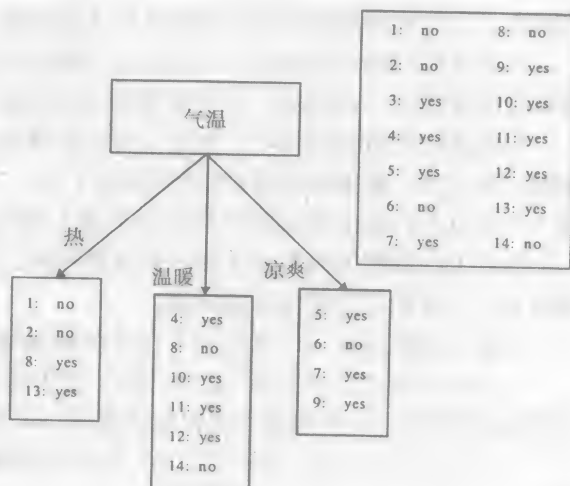 1: no 8: no
2: no 9: yes
3: yes 10: yes
4: yes 11: yes
5: yes 12: yes
6: no 13: yes
7: yes 14: no
气温
热
温暖
凉爽
1: no
2: no
8: yes
13: yes
4: yes
8: no
10: yes
11: yes
12: yes
14: no
5: yes
6: no
7: yes
9: yes